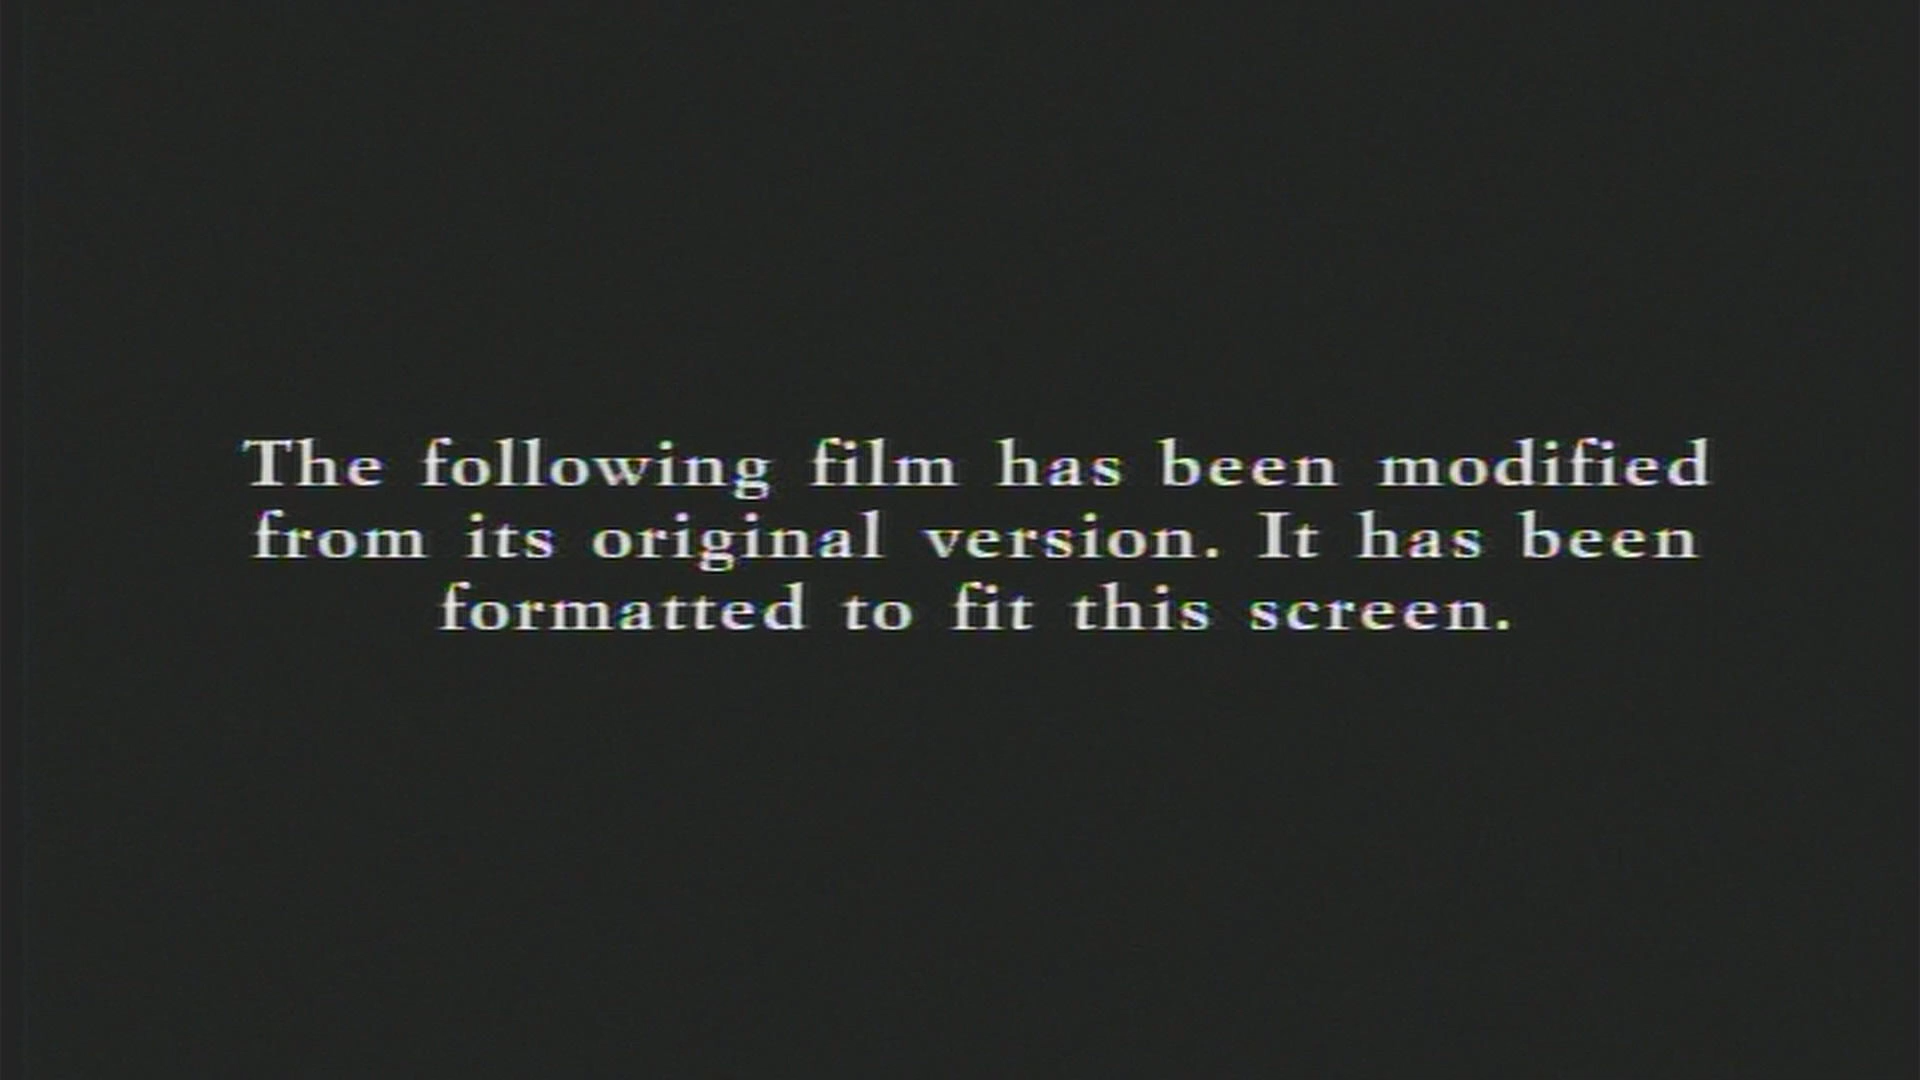 The following film has been modified
from its original version. It has been
formatted to fit this screen.